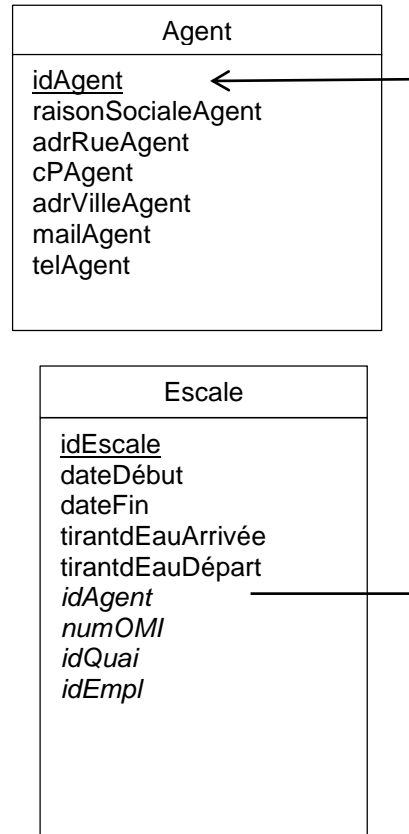 Agent
idAgent
raisonSocialeAgent
adrRueAgent
cPAgent
adrVilleAgent
mailAgent
telAgent
Escale
idEscale
dateDébut
dateFin
tirantdEauArrivée
tirantdEauDépart
idAgent
numOMI
idQuai
idEmpl